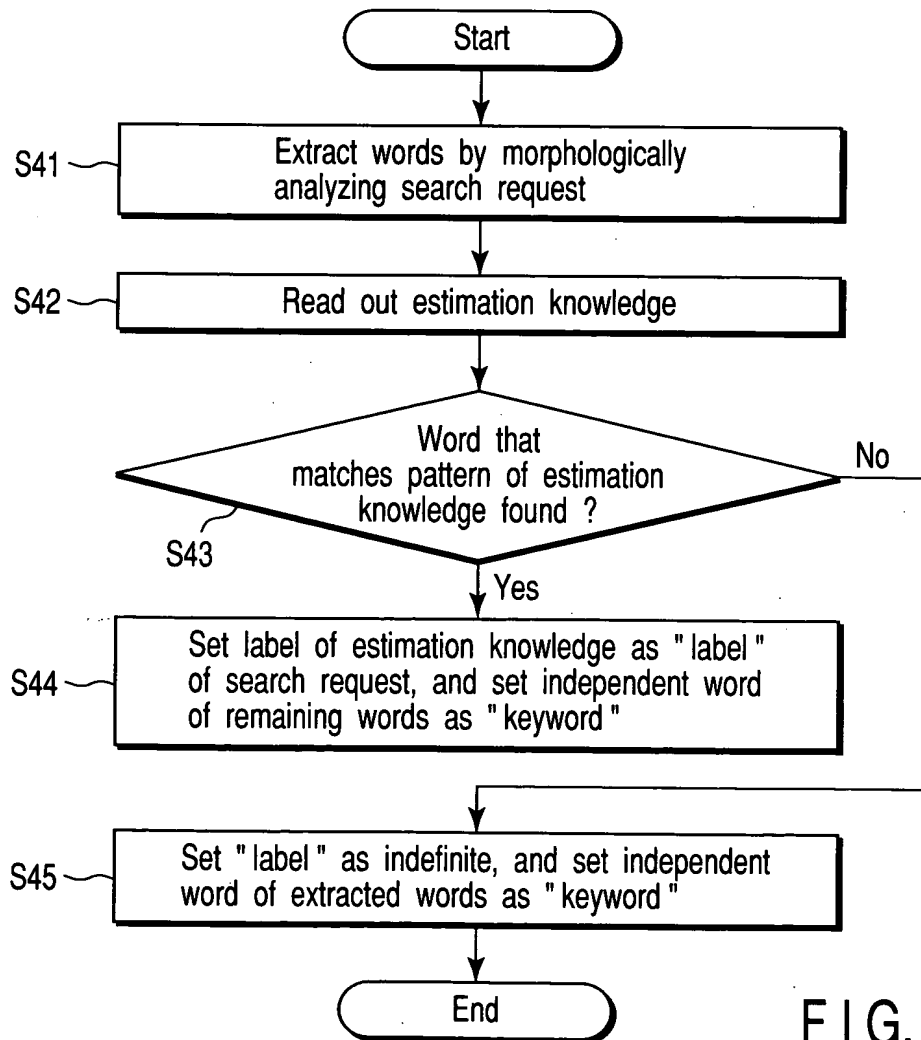 Start
S41
Extract words by morphologically
analyzing search request
S42
Read out estimation knowledge
Word that
matches pattern of estimation
knowledge found ?
No
S43
Yes
S44
Set label of estimation knowledge as "label"
of search request, and set independent word
of remaining words as "keyword"
S45
Set "label" as indefinite, and set independent
word of extracted words as "keyword"
End
FIG.